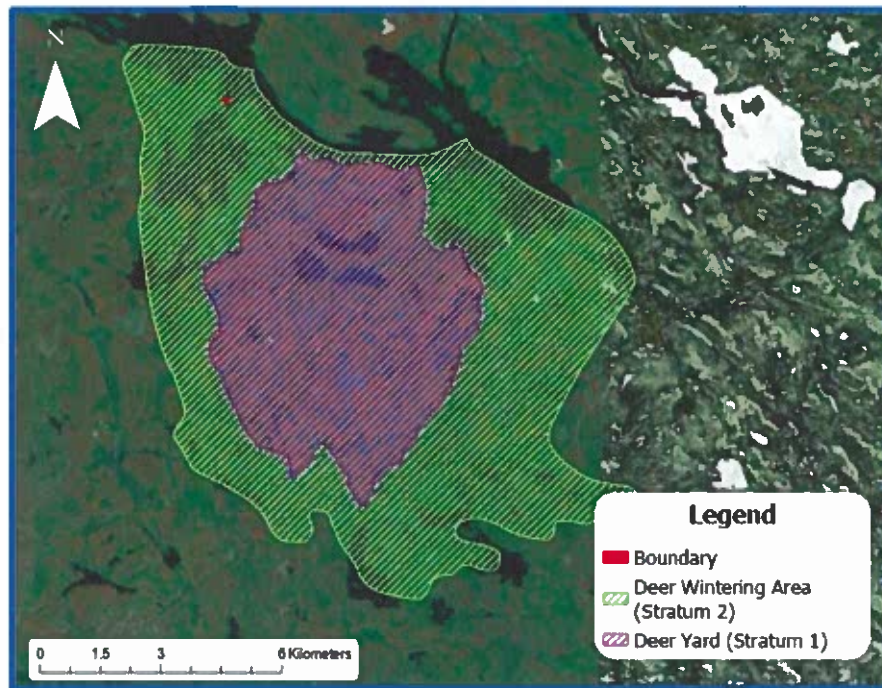 N
Legend
Boundary
Deer Wintering Area
(Stratum 2)
Deer Yard (Stratum 1)
0 1.5 3 6 Kilometers